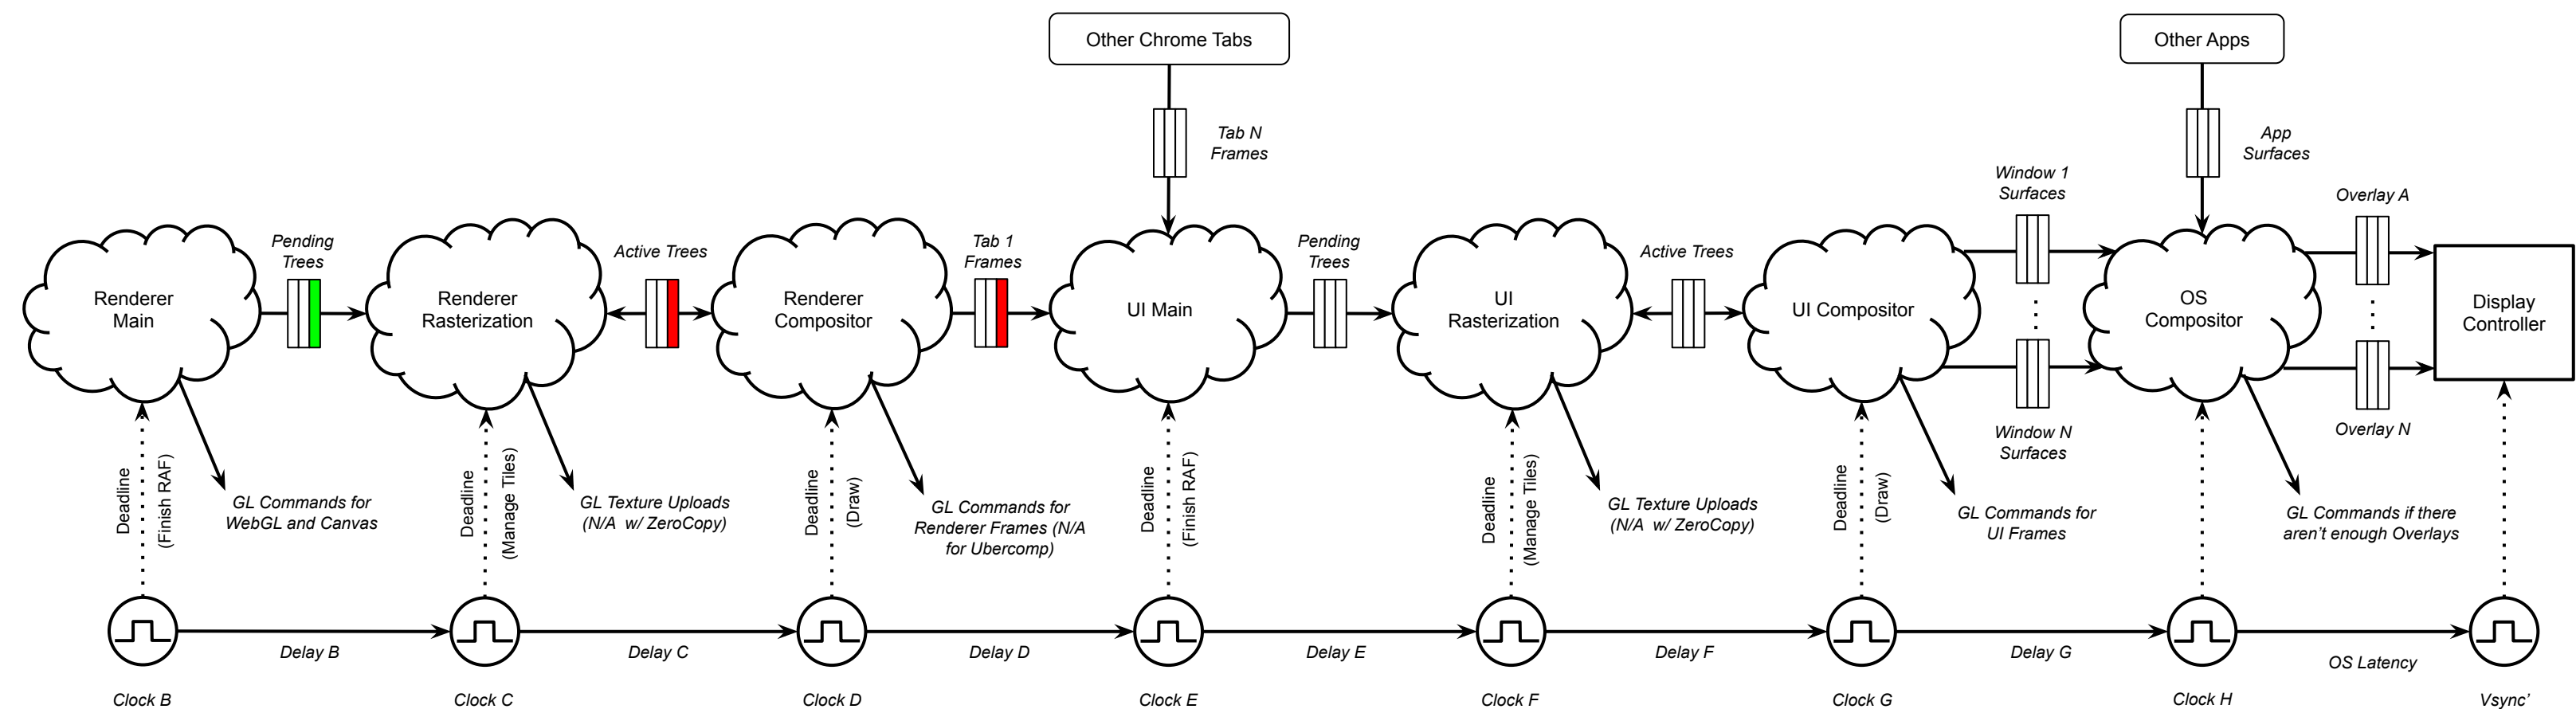 Other Chrome Tabs
Other Apps
Tab N
Frames
App
Surfaces
Window 1
Surfaces
Overlay A
Pending
Trees
Active Trees
Tab 1
Frames
Pending
Trees
Active Trees
Renderer
Main
Renderer
Rasterization
Renderer
Compositor
UI Main
UI
Rasterization
UI Compositor
OS
Compositor
Display
Controller
Window N
Surfaces
Overlay N
Deadline
(Finish RAF)
GL Commands for
WebGL and Canvas
Deadline
(Manage Tiles)
GL Texture Uploads
(N/A w/ ZeroCopy)
Deadline
(Draw)
GL Commands for
Renderer Frames (N/A
for Ubercomp)
Deadline
(Finish RAF)
Deadline
(Manage Tiles)
GL Texture Uploads
(N/A w/ ZeroCopy)
Deadline
(Draw)
GL Commands for
UI Frames
GL Commands if there
aren't enough Overlays
Delay B
Delay C
Delay D
Delay E
Delay F
Delay G
OS Latency
Clock B
Clock C
Clock D
Clock E
Clock F
Clock G
Clock H
Vsync'